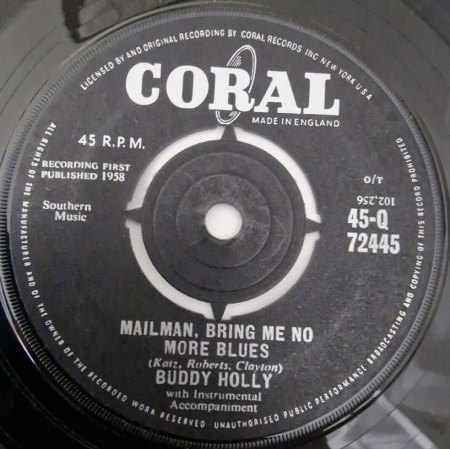 LICENSED BY AND ORIGINAL RECORDING BY CORAL RECORDS INC NEW YORK U.S.A
CORAL
MADE IN ENGLAND
45 R.P.M.
RECORDING FIRST
PUBLISHED 1958
Southern
Music
O/T
102,256
45-Q
72445
MAILMAN, BRING ME NO
MORE BLUES
(Katz, Roberts, Clayton)
BUDDY HOLLY
with Instrumental
Accompaniment
ALL RIGHTS OF THE MANUFACTURER AND OF THE OWNER OF THE RECORDED WORK RESERVED UNAUTHORISED PUBLIC PERFORMANCE BROADCASTING AND COPYING OF THIS RECORD PROHIBITED